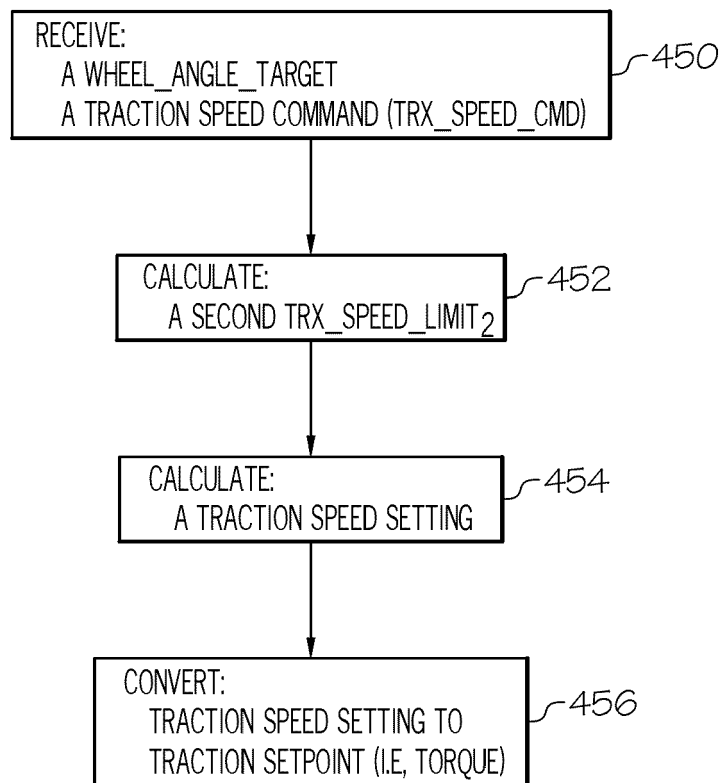 RECEIVE:
A WHEEL_ANGLE_TARGET
A TRACTION SPEED COMMAND (TRX_SPEED_CMD)
450
CALCULATE:
A SECOND TRX_SPEED_LIMIT₂
452
CALCULATE:
A TRACTION SPEED SETTING
454
CONVERT:
TRACTION SPEED SETTING TO
TRACTION SETPOINT (I.E, TORQUE)
456